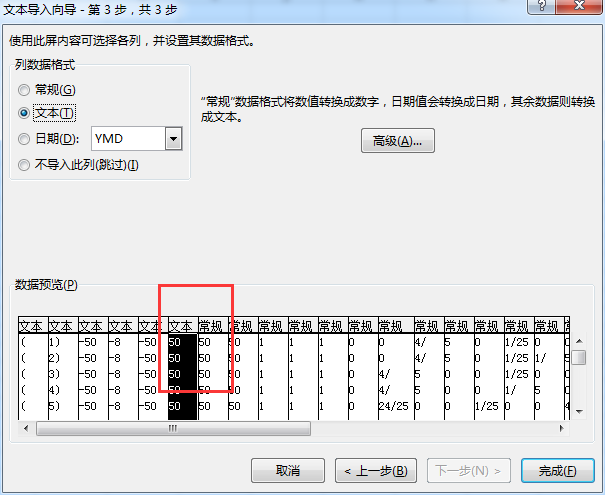 文本导入向导 - 第 3 步，共 3 步
使用此屏内容可选择各列，并设置其数据格式。
列数据格式
常规(G)
文本(T)
日期(D): YMD
不导入此列(跳过)(I)
“常规”数据格式将数值转换成数字，日期值会转换成日期，其余数据则转换成文本。
高级(A)...
数据预览(P)
文本 文本 文本 文本 文本 文本 常规 常规 常规 常规 常规 常规 常规 常规 常规 常规 常规 常规
( 1) -50 -8 -50 50 50 50 1 1 1 0 0 4/ 5 0 1/25 0 0
( 2) -50 -8 -50 50 50 50 1 1 1 0 0 4/ 5 0 1/25 1/ 5
( 3) -50 -8 -50 50 50 50 1 1 1 0 4/ 5 0 0 1/25 0 0
( 4) -50 -8 -50 50 50 50 1 1 1 0 4/ 5 0 0 1/ 5 0
( 5) -50 -8 -50 50 50 50 1 1 1 0 24/25 0 0 1/25 0 0 4
取消 < 上一步(B) 下一步(N) > 完成(F)